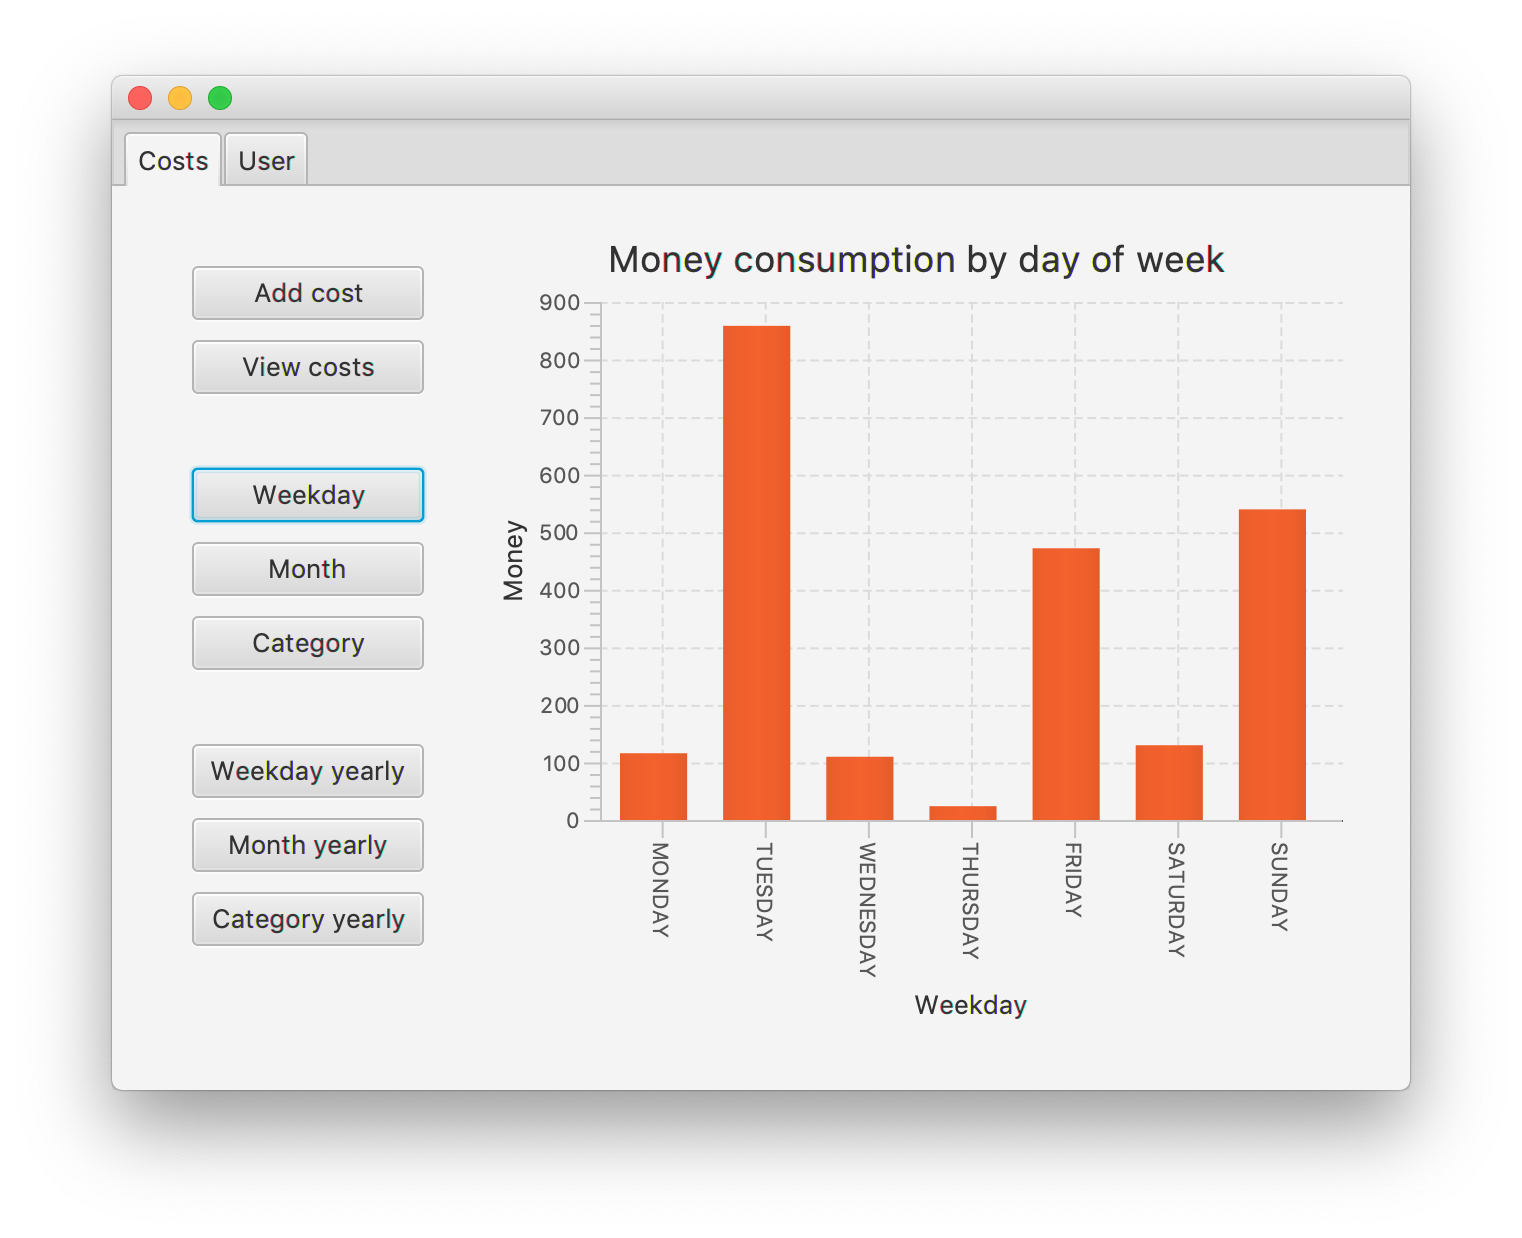 Costs
User
Add cost
View costs
Weekday
Month
Category
Weekday yearly
Month yearly
Category yearly
Money consumption by day of week
Money
900
800
700
600
500
400
300
200
100
0
MONDAY
TUESDAY
WEDNESDAY
THURSDAY
FRIDAY
SATURDAY
SUNDAY
Weekday